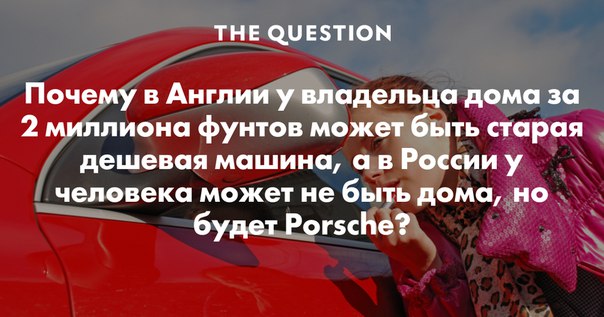 THE QUESTION
Почему в Англии у владельца дома за
2 миллиона фунтов может быть старая
дешевая машина, а в России у
человека может не быть дома, но
будет Porsche?